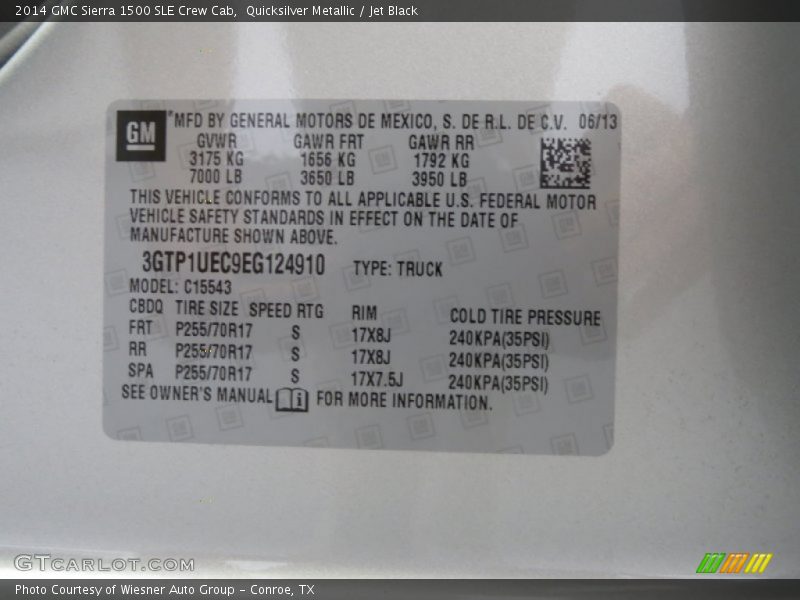 2014 GMC Sierra 1500 SLE Crew Cab, Quicksilver Metallic / Jet Black
GM
*MFD BY GENERAL MOTORS DE MEXICO, S. DE R.L. DE C.V. 06/13
GVWR GAWR FRT GAWR RR
3175 KG 1656 KG 1792 KG
7000 LB 3650 LB 3950 LB
THIS VEHICLE CONFORMS TO ALL APPLICABLE U.S. FEDERAL MOTOR
VEHICLE SAFETY STANDARDS IN EFFECT ON THE DATE OF
MANUFACTURE SHOWN ABOVE.
3GTP1UEC9EG124910 TYPE: TRUCK
MODEL: C15543
CBDQ TIRE SIZE SPEED RTG RIM COLD TIRE PRESSURE
FRT P255/70R17 S 17X8J 240KPA(35PSI)
RR P255/70R17 S 17X8J 240KPA(35PSI)
SPA P255/70R17 S 17X7.5J 240KPA(35PSI)
SEE OWNER'S MANUAL i FOR MORE INFORMATION.
GTCARLOT.COM
Photo Courtesy of Wiesner Auto Group - Conroe, TX